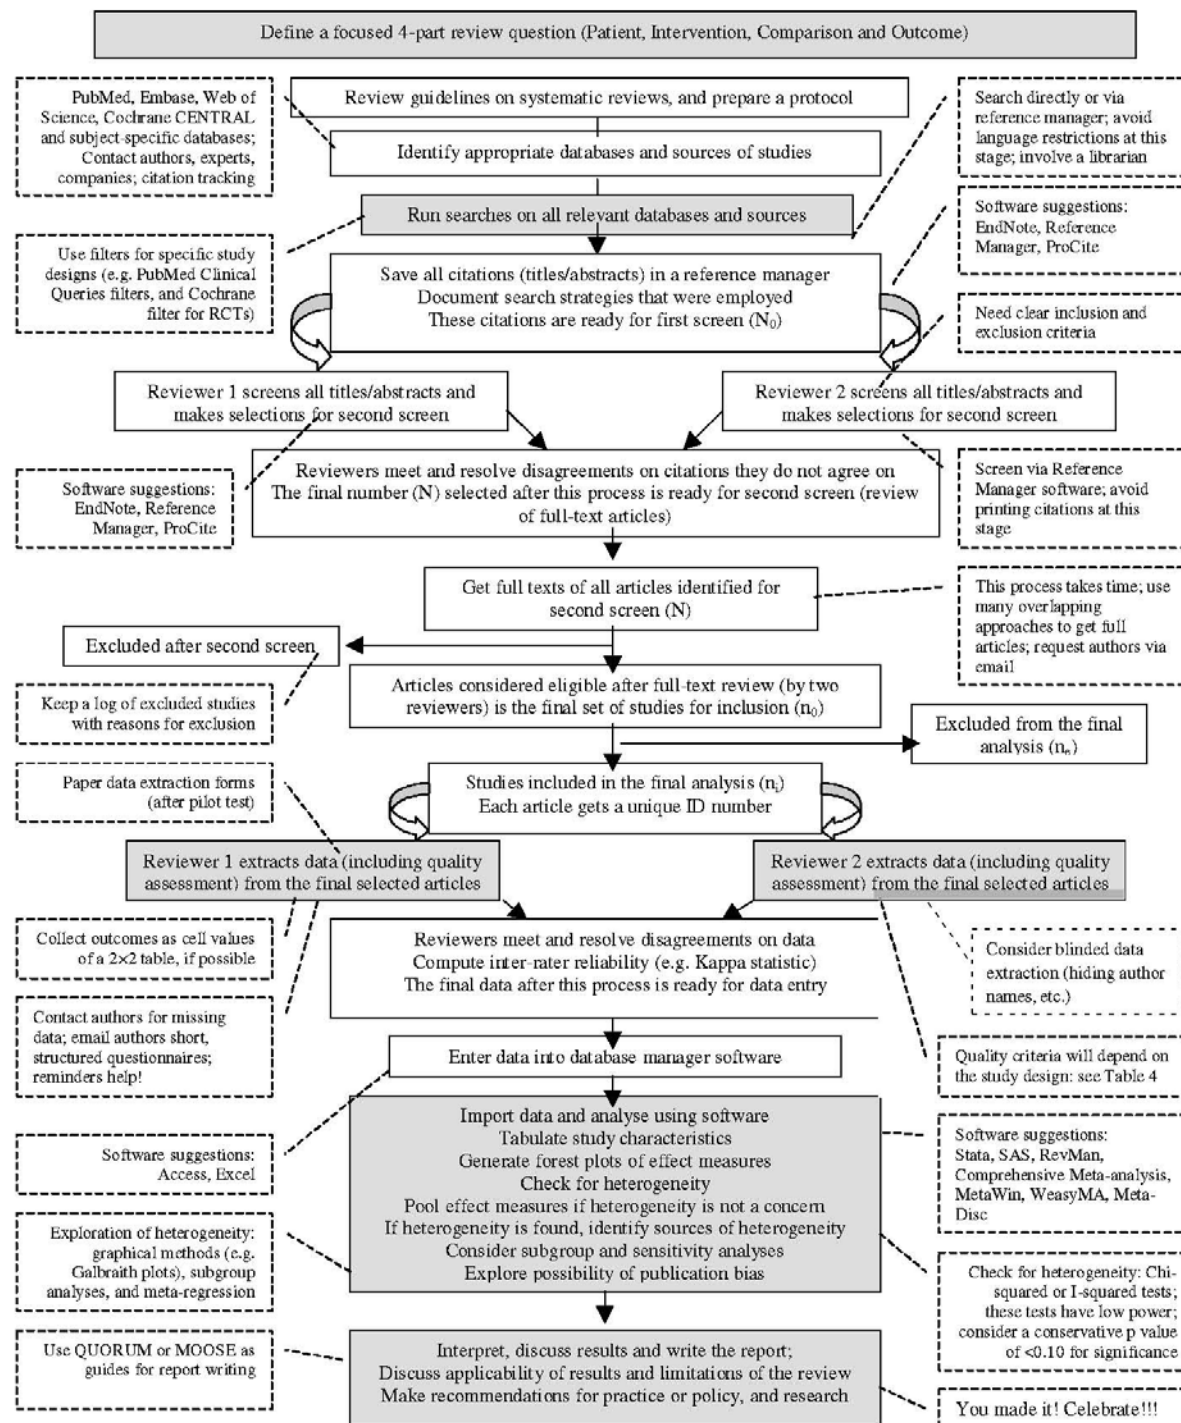 Define a focused 4-part review question (Patient, Intervention, Comparison and Outcome)
PubMed, Embase, Web of
Science, Cochrane CENTRAL
and subject-specific databases;
Contact authors, experts,
companies; citation tracking
Review guidelines on systematic reviews, and prepare a protocol
Search directly or via
reference manager; avoid
language restrictions at this
stage; involve a librarian
Identify appropriate databases and sources of studies
Run searches on all relevant databases and sources
Software suggestions:
EndNote, Reference
Manager, ProCite
Use filters for specific study
designs (e.g. PubMed Clinical
Queries filters, and Cochrane
filter for RCTs)
Save all citations (titles/abstracts) in a reference manager
Document search strategies that were employed
These citations are ready for first screen (N₀)
Need clear inclusion and
exclusion criteria
Reviewer 1 screens all titles/abstracts and
makes selections for second screen
Reviewer 2 screens all titles/abstracts and
makes selections for second screen
Software suggestions:
EndNote, Reference
Manager, ProCite
Reviewers meet and resolve disagreements on citations they do not agree on
The final number (N) selected after this process is ready for second screen (review
of full-text articles)
Screen via Reference
Manager software; avoid
printing citations at this
stage
Get full texts of all articles identified for
second screen (N)
This process takes time; use
many overlapping
approaches to get full
articles; request authors via
email
Excluded after second screen
Keep a log of excluded studies
with reasons for exclusion
Articles considered eligible after full-text review (by two
reviewers) is the final set of studies for inclusion (n₀)
Excluded from the final
analysis (nₑ)
Paper data extraction forms
(after pilot test)
Studies included in the final analysis (nᵢ)
Each article gets a unique ID number
Reviewer 1 extracts data (including quality
assessment) from the final selected articles
Reviewer 2 extracts data (including quality
assessment) from the final selected articles
Collect outcomes as cell values
of a 2×2 table, if possible
Reviewers meet and resolve disagreements on data
Compute inter-rater reliability (e.g. Kappa statistic)
The final data after this process is ready for data entry
Consider blinded data
extraction (hiding author
names, etc.)
Contact authors for missing
data; email authors short,
structured questionnaires;
reminders help!
Enter data into database manager software
Quality criteria will depend on
the study design: see Table 4
Software suggestions:
Access, Excel
Import data and analyse using software
Tabulate study characteristics
Generate forest plots of effect measures
Check for heterogeneity
Pool effect measures if heterogeneity is not a concern
If heterogeneity is found, identify sources of heterogeneity
Consider subgroup and sensitivity analyses
Explore possibility of publication bias
Software suggestions:
Stata, SAS, RevMan,
Comprehensive Meta-analysis,
MetaWin, WeasyMA, Meta-
Disc
Exploration of heterogeneity:
graphical methods (e.g.
Galbraith plots), subgroup
analyses, and meta-regression
Check for heterogeneity: Chi-
squared or I-squared tests;
these tests have low power;
consider a conservative p value
of <0.10 for significance
Use QUORUM or MOOSE as
guides for report writing
Interpret, discuss results and write the report;
Discuss applicability of results and limitations of the review
Make recommendations for practice or policy, and research
You made it! Celebrate!!!